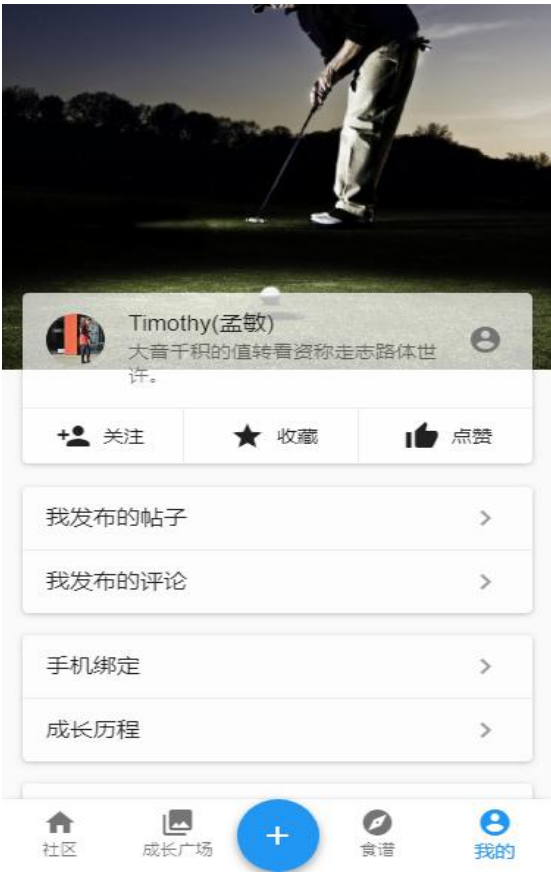 Timothy(孟敏)
大音千积的值转看资称走志路体世
许。
关注 收藏 点赞
我发布的帖子
我发布的评论
手机绑定
成长历程
社区 成长广场 食谱 我的